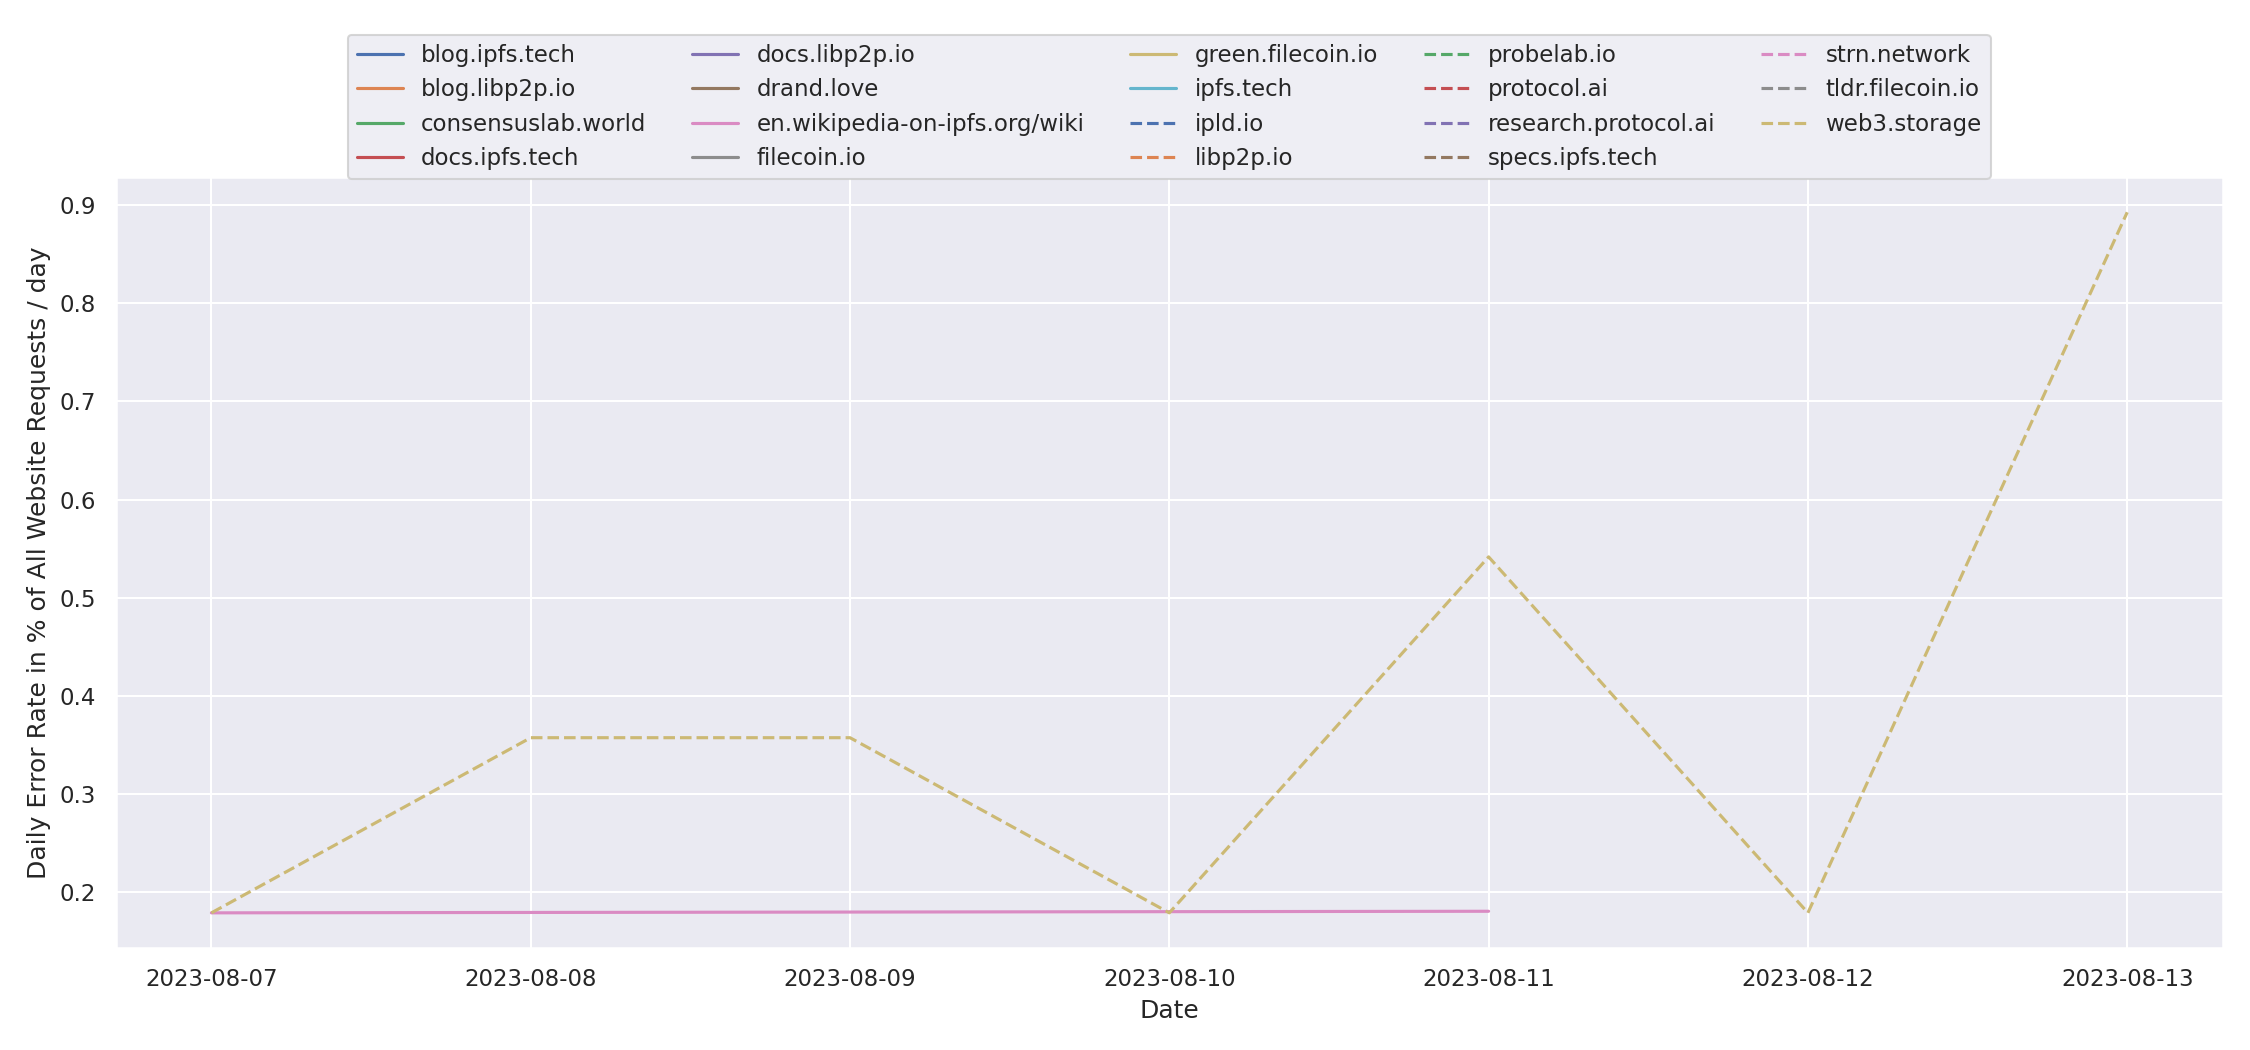 blog.ipfs.tech
blog.libp2p.io
consensuslab.world
docs.ipfs.tech
docs.libp2p.io
drand.love
en.wikipedia-on-ipfs.org/wiki
filecoin.io
green.filecoin.io
ipfs.tech
ipld.io
libp2p.io
probelab.io
protocol.ai
research.protocol.ai
specs.ipfs.tech
strn.network
tldr.filecoin.io
web3.storage
Daily Error Rate in % of All Website Requests / day
0.9
0.8
0.7
0.6
0.5
0.4
0.3
0.2
2023-08-07 2023-08-08 2023-08-09 2023-08-10 2023-08-11 2023-08-12 2023-08-13
Date